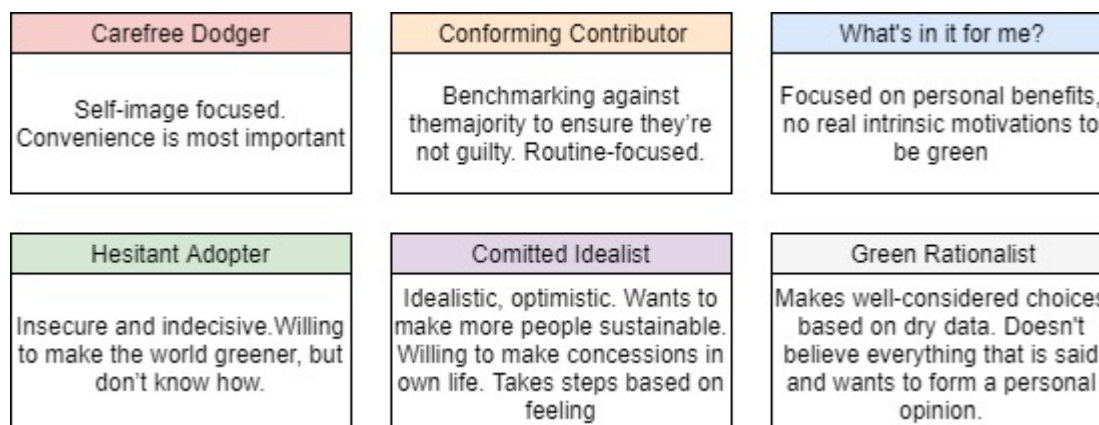 Carefree Dodger
Self-image focused.
Convenience is most important
Conforming Contributor
Benchmarking against
themajority to ensure they're
not guilty. Routine-focused.
What's in it for me?
Focused on personal benefits,
no real intrinsic motivations to
be green
Hesitant Adopter
Insecure and indecisive.Willing
to make the world greener, but
don't know how.
Comitted Idealist
Idealistic, optimistic. Wants to
make more people sustainable.
Willing to make concessions in
own life. Takes steps based on
feeling
Green Rationalist
Makes well-considered choices
based on dry data. Doesn't
believe everything that is said
and wants to form a personal
opinion.